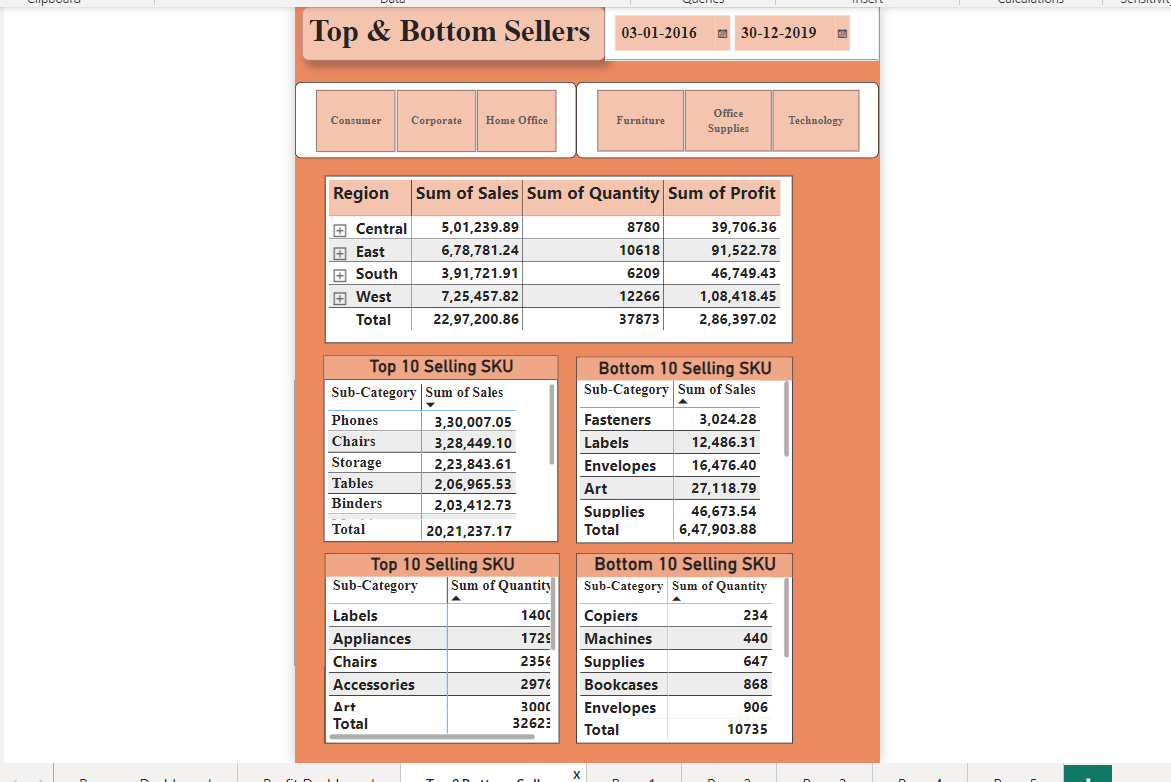 Top & Bottom Sellers
03-01-2016 30-12-2019
Consumer Corporate Home Office Furniture Office Supplies Technology
Region Sum of Sales Sum of Quantity Sum of Profit
Central 5,01,239.89 8780 39,706.36
East 6,78,781.24 10618 91,522.78
South 3,91,721.91 6209 46,749.43
West 7,25,457.82 12266 1,08,418.45
Total 22,97,200.86 37873 2,86,397.02
Top 10 Selling SKU
Sub-Category Sum of Sales
Phones 3,30,007.05
Chairs 3,28,449.10
Storage 2,23,843.61
Tables 2,06,965.53
Binders 2,03,412.73
Total 20,21,237.17
Bottom 10 Selling SKU
Sub-Category Sum of Sales
Fasteners 3,024.28
Labels 12,486.31
Envelopes 16,476.40
Art 27,118.79
Supplies 46,673.54
Total 6,47,903.88
Top 10 Selling SKU
Sub-Category Sum of Quantity
Labels 1400
Appliances 1729
Chairs 2356
Accessories 2976
Art 3000
Total 32623
Bottom 10 Selling SKU
Sub-Category Sum of Quantity
Copiers 234
Machines 440
Supplies 647
Bookcases 868
Envelopes 906
Total 10735
x